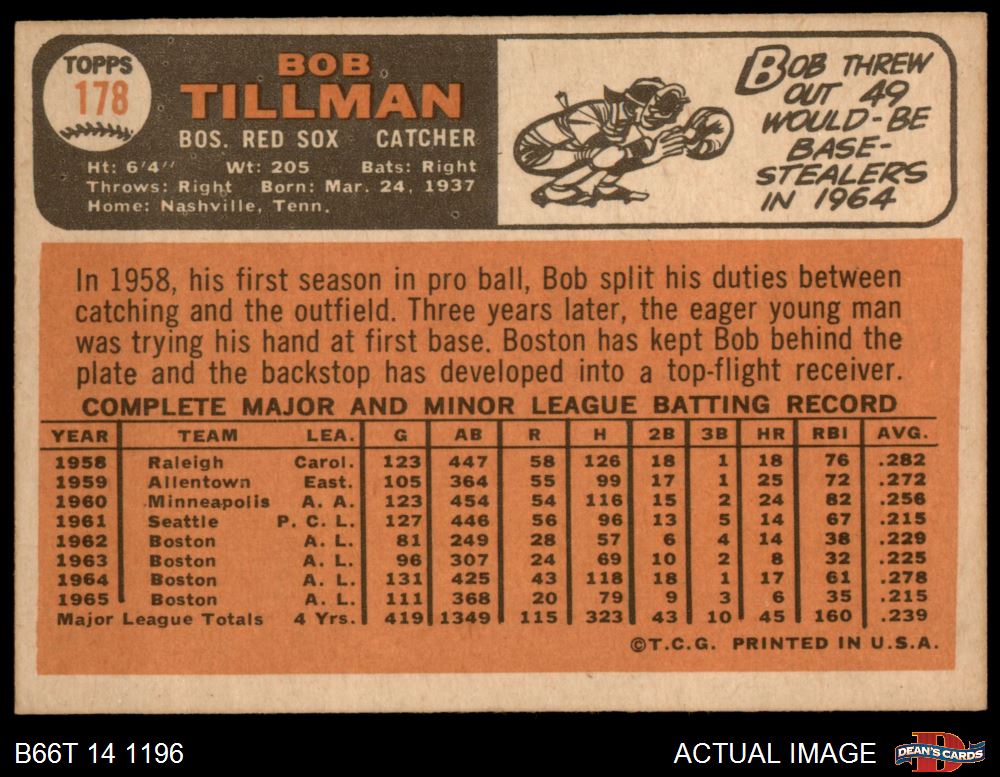 TOPPS
178
BOB
TILLMAN
BOS. RED SOX CATCHER
Ht: 6'4" Wt: 205 Bats: Right
Throws: Right Born: Mar. 24, 1937
Home: Nashville, Tenn.
BOB THREW
OUT 49
WOULD-BE
BASE-
STEALERS
IN 1964
In 1958, his first season in pro ball, Bob split his duties between
catching and the outfield. Three years later, the eager young man
was trying his hand at first base. Boston has kept Bob behind the
plate and the backstop has developed into a top-flight receiver.
COMPLETE MAJOR AND MINOR LEAGUE BATTING RECORD
YEAR TEAM LEA. G AB R H 2B 3B HR RBI AVG.
1958 Raleigh Carol. 123 447 58 126 18 1 18 76 .282
1959 Allentown East. 105 364 55 99 17 1 25 72 .272
1960 Minneapolis A. A. 123 454 54 116 15 2 24 82 .256
1961 Seattle P. C. L. 127 446 56 96 13 5 14 67 .215
1962 Boston A. L. 81 249 28 57 6 4 14 38 .229
1963 Boston A. L. 96 307 24 69 10 2 8 32 .225
1964 Boston A. L. 131 425 43 118 18 1 17 61 .278
1965 Boston A. L. 111 368 20 79 9 3 6 35 .215
Major League Totals 4 Yrs. 419 1349 115 323 43 10 45 160 .239
©T.C.G. PRINTED IN U.S.A.
B66T 14 1196
ACTUAL IMAGE
D
DEAN'S CARDS